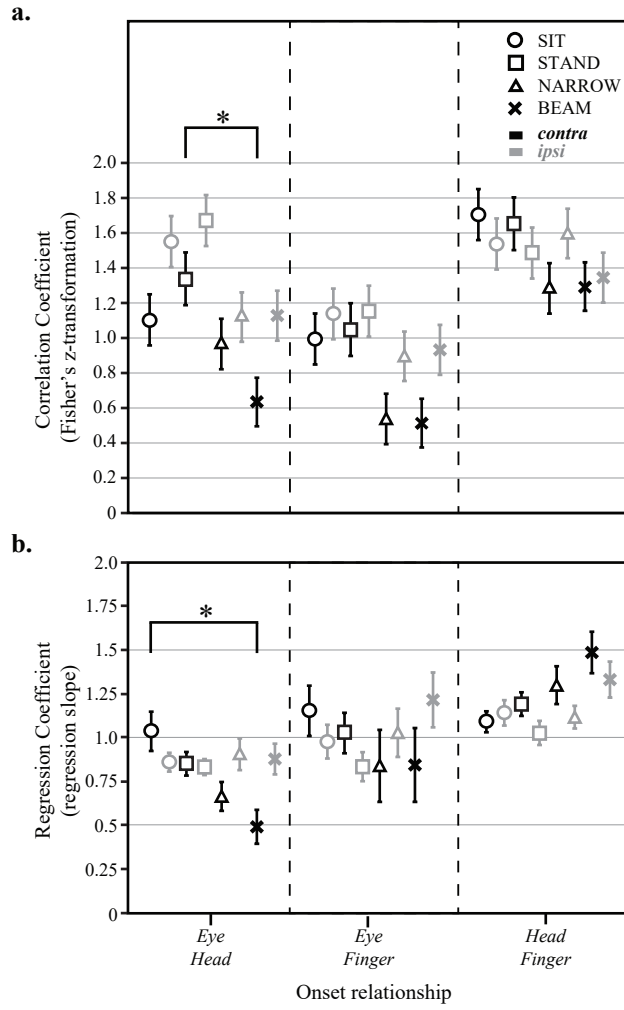 a.
SIT
STAND
NARROW
BEAM
contra
ipsi
*
2.0
1.8
1.6
1.4
1.2
1.0
0.8
0.6
0.4
0.2
0
Correlation Coefficient
(Fisher's z-transformation)
b.
*
2.0
1.75
1.5
1.25
1.0
0.75
0.5
0.25
0
Regression Coefficient
(regression slope)
Eye
Head
Eye
Finger
Head
Finger
Onset relationship